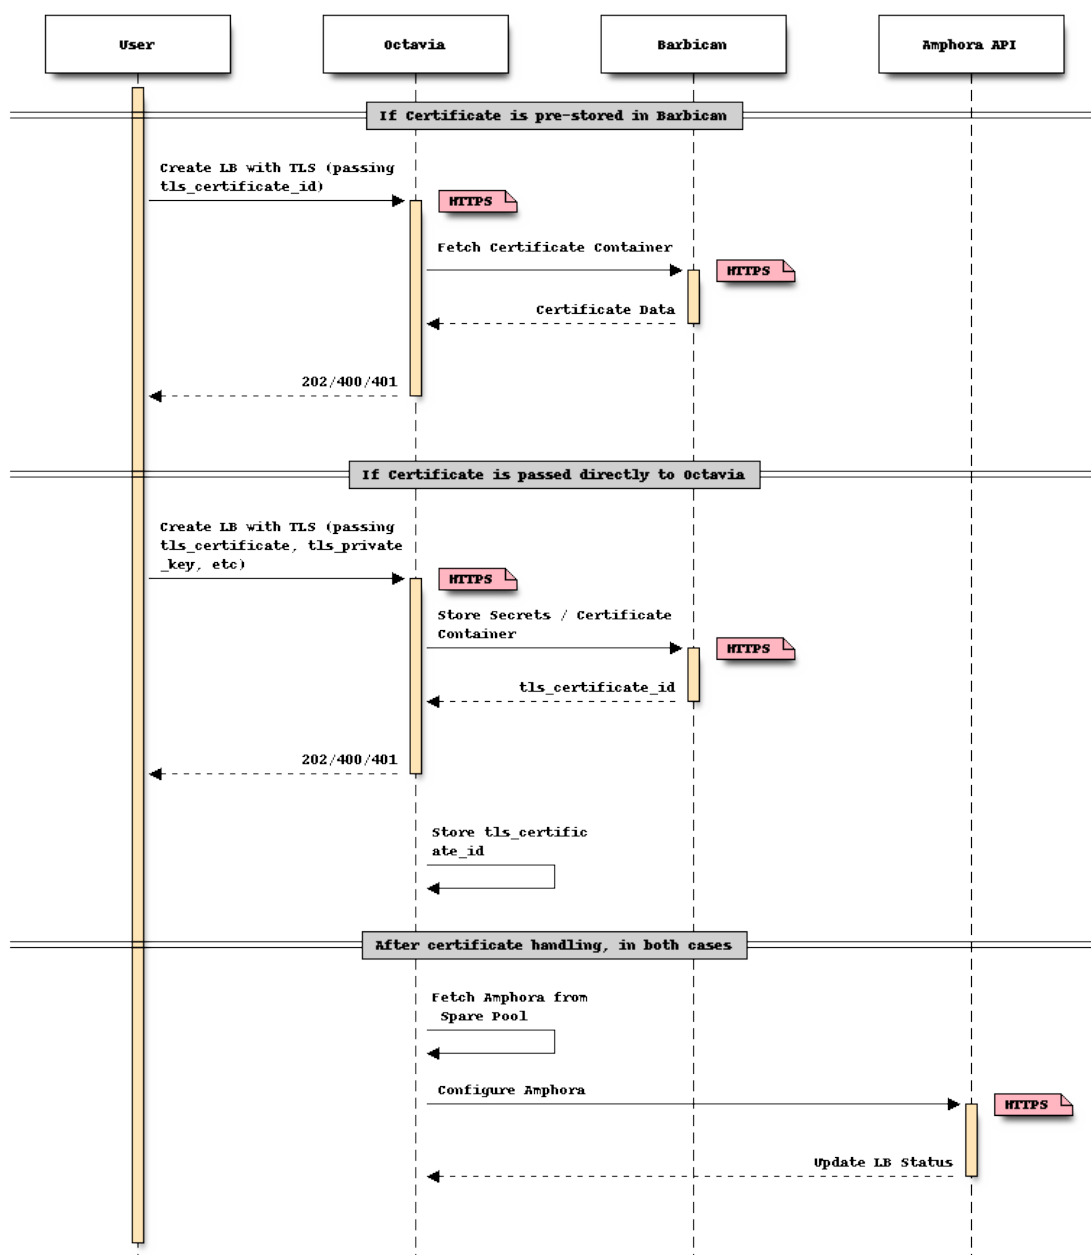 User
Octavia
Barbican
Amphora API
If Certificate is pre-stored in Barbican
Create LB with TLS (passing
tls_certificate_id)
HTTPS
Fetch Certificate Container
HTTPS
Certificate Data
202/400/401
If Certificate is passed directly to Octavia
Create LB with TLS (passing
tls_certificate, tls_private
_key, etc)
HTTPS
Store Secrets / Certificate
Container
HTTPS
tls_certificate_id
202/400/401
Store tls_certific
ate_id
After certificate handling, in both cases
Fetch Amphora from
Spare Pool
Configure Amphora
HTTPS
Update LB Status